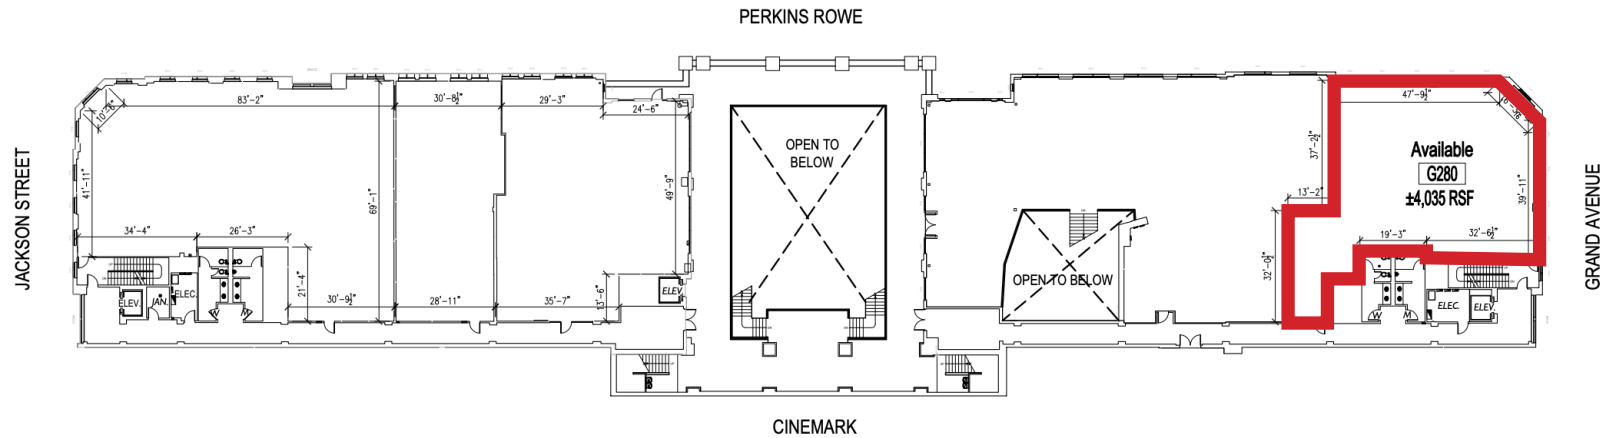 PERKINS ROWE
83'-2"
30'-8½"
29'-3"
24'-6"
10'-6"
41'-11"
69'-1"
49'-9"
34'-4"
26'-3"
21'-4"
30'-9½"
28'-11"
35'-7"
13'-6"
ELEV.
JAN.
ELEC.
W
M
ELEV.
JACKSON STREET
OPEN TO
BELOW
OPEN TO BELOW
47'-9½"
37'-2½"
13'-2"
32'-0½"
Available
G280
±4,035 RSF
39'-11"
19'-3"
32'-6½"
W
M
ELEC.
ELEV.
GRAND AVENUE
CINEMARK